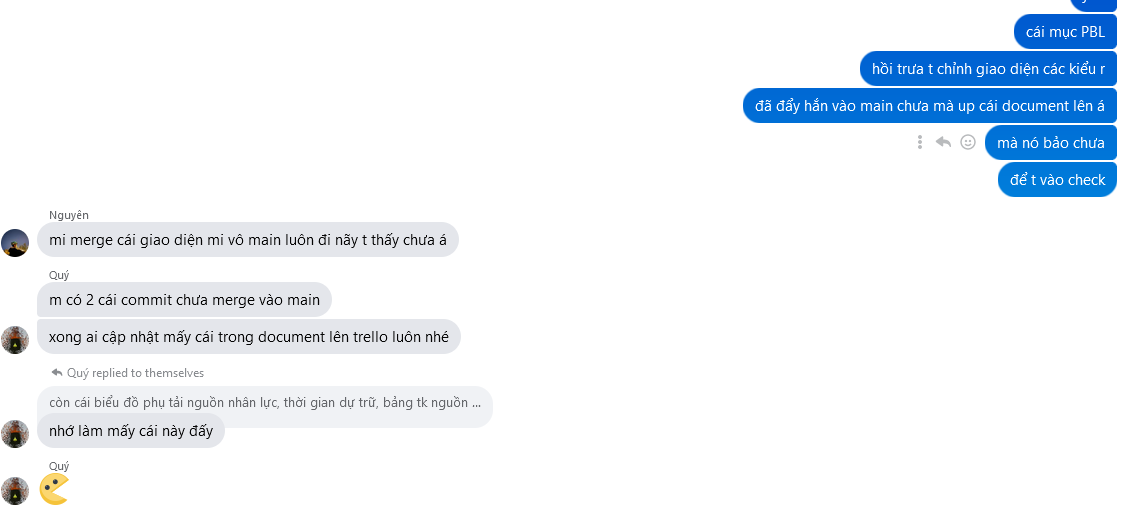 cái mục PBL
hồi trưa t chỉnh giao diện các kiểu r
đã đẩy hắn vào main chưa mà up cái document lên á
mà nó bảo chưa
để t vào check
Nguyên
mi merge cái giao diện mi vô main luôn đi nãy t thấy chưa á
Quý
m có 2 cái commit chưa merge vào main
xong ai cập nhật mấy cái trong document lên trello luôn nhé
Quý replied to themselves
còn cái biểu đồ phụ tải nguồn nhân lực, thời gian dự trữ, bảng tk nguồn ...
nhớ làm mấy cái này đấy
Quý